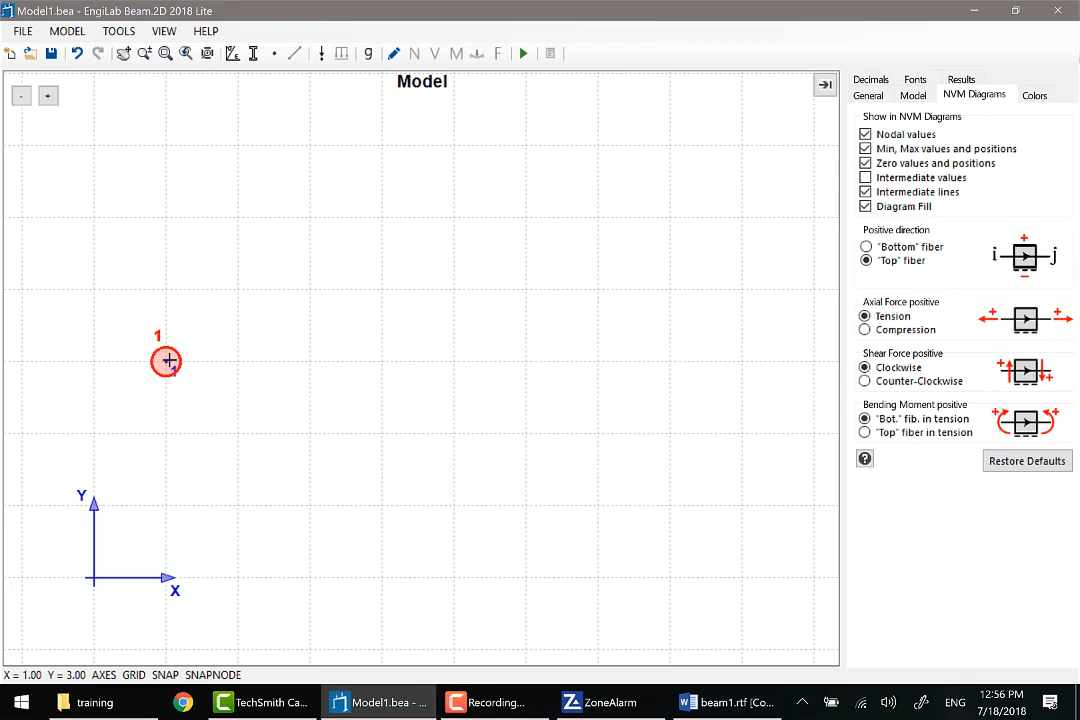 Model1.bea - EngiLab Beam.2D 2018 Lite
FILE MODEL TOOLS VIEW HELP
g N V M F
Model
- +
1
1
Y
X
Decimals Fonts Results
General Model NVM Diagrams Colors
Show in NVM Diagrams
Nodal values
Min, Max values and positions
Zero values and positions
Intermediate values
Intermediate lines
Diagram Fill
Positive direction
"Bottom" fiber
"Top" fiber
+
i j
−
Axial Force positive
Tension
Compression
+ +
Shear Force positive
Clockwise
Counter-Clockwise
+
+
Bending Moment positive
"Bot." fib. in tension
"Top" fiber in tension
+ +
? Restore Defaults
X = 1.00 Y = 3.00 AXES GRID SNAP SNAPNODE
training TechSmith Ca... Model1.bea - ... Recording... ZoneAlarm beam1.rtf [Co... ENG
12:56 PM
7/18/2018